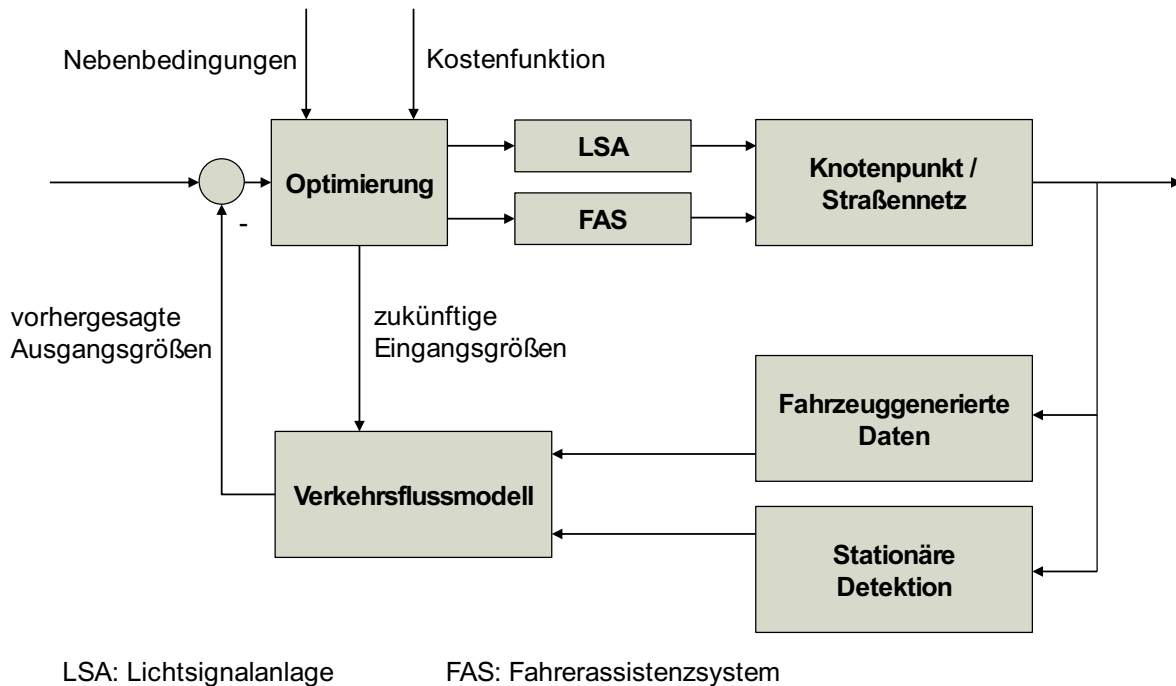 Nebenbedingungen
Kostenfunktion
Optimierung
LSA
FAS
Knotenpunkt /
Straßennetz
-
vorhergesagte
Ausgangsgrößen
zukünftige
Eingangsgrößen
Fahrzeuggenerierte
Daten
Verkehrsflussmodell
Stationäre
Detektion
LSA: Lichtsignalanlage
FAS: Fahrerassistenzsystem